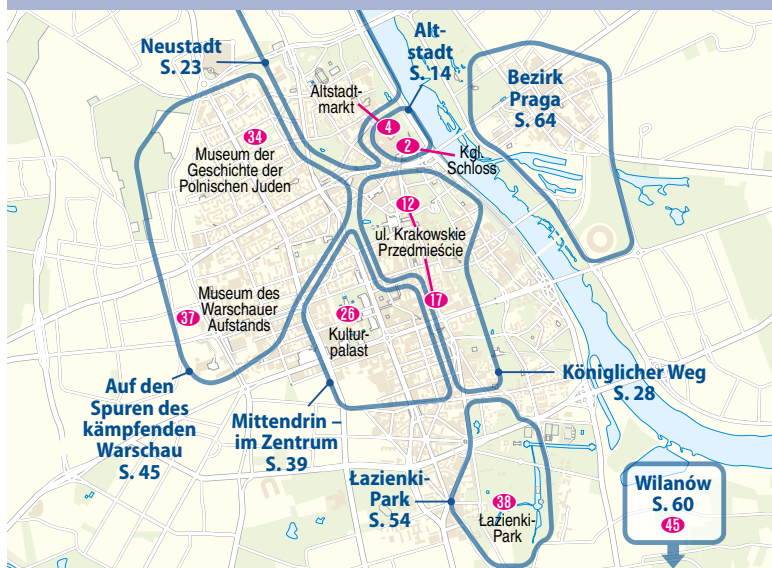 Neustadt
S. 23
Alt-
stadt
S. 14
Bezirk
Praga
S. 64
Altstadt-
markt
4
2
Kgl.
Schloss
34
Museum der
Geschichte der
Polnischen Juden
12
ul. Krakowskie
Przedmieście
17
37
Museum des
Warschauer
Aufstands
26
Kultur-
palast
Königlicher Weg
S. 28
Auf den
Spuren des
kämpfenden
Warschau
S. 45
Mittendrin –
im Zentrum
S. 39
Łazienki-
Park
S. 54
38
Łazienki-
Park
Wilanów
S. 60
45